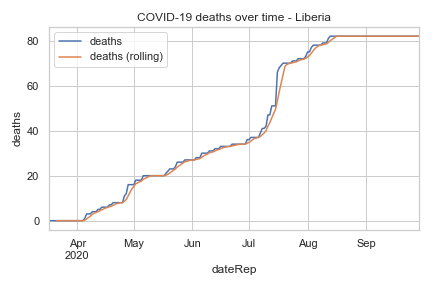 COVID-19 deaths over time - Liberia
deaths
deaths (rolling)
80
60
40
20
0
deaths
Apr May Jun Jul Aug Sep
2020
dateRep